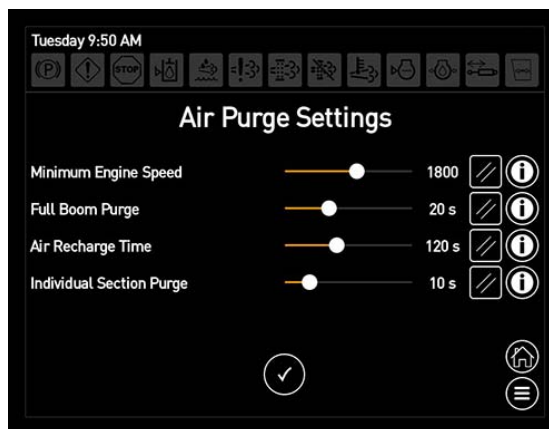 Tuesday 9:50 AM
(P) STOP
Air Purge Settings
Minimum Engine Speed 1800
Full Boom Purge 20 s
Air Recharge Time 120 s
Individual Section Purge 10 s